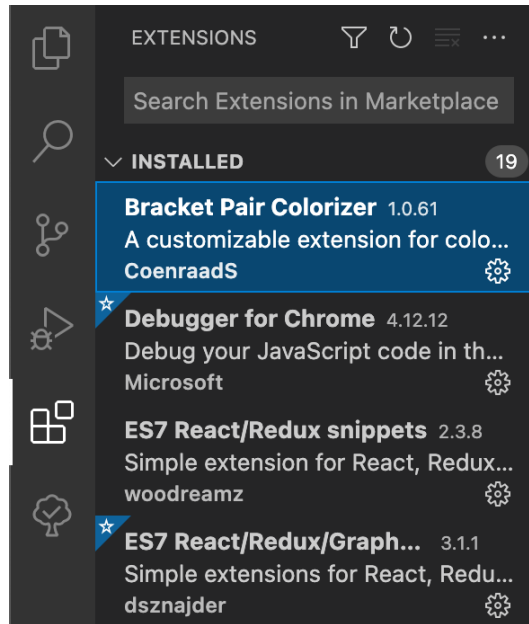 EXTENSIONS
Search Extensions in Marketplace
INSTALLED 19
Bracket Pair Colorizer 1.0.61
A customizable extension for colo...
CoenraadS
Debugger for Chrome 4.12.12
Debug your JavaScript code in th...
Microsoft
ES7 React/Redux snippets 2.3.8
Simple extension for React, Redux...
woodreamz
ES7 React/Redux/Graph... 3.1.1
Simple extensions for React, Redu...
dsznajder